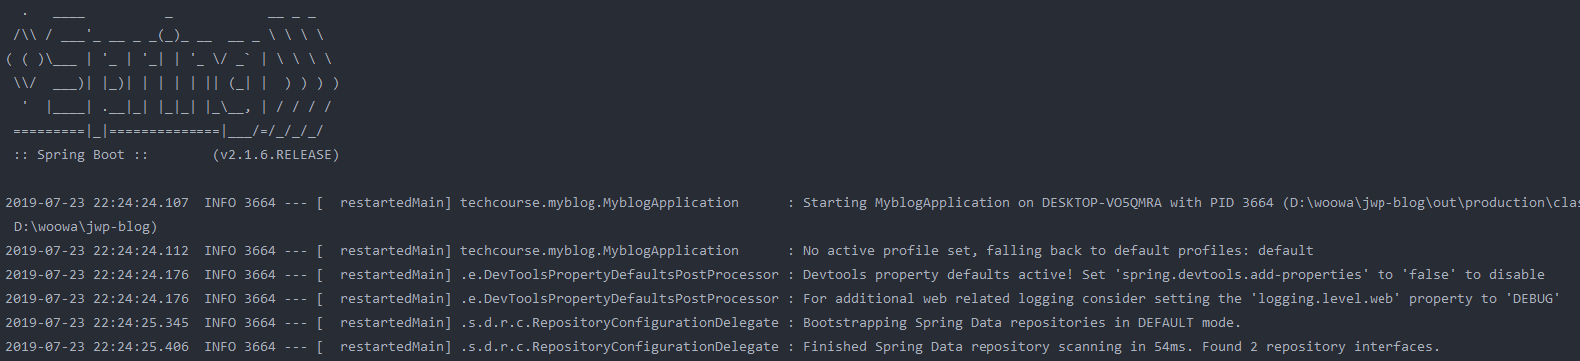 .   ____          _            __ _ _
 /\\ / ___'_ __ _ _(_)_ __  __ _ \ \ \ \
( ( )\___ | '_ | '_| | '_ \/ _` | \ \ \ \
 \\/  ___)| |_)| | | | | || (_| |  ) ) ) )
  '  |____| .__|_| |_|_| |_\__, | / / / /
 =========|_|==============|___/=/_/_/_/
 :: Spring Boot ::        (v2.1.6.RELEASE)
2019-07-23 22:24:24.107  INFO 3664 --- [  restartedMain] techcourse.myblog.MyblogApplication      : Starting MyblogApplication on DESKTOP-VO5QMRA with PID 3664 (D:\woowa\jwp-blog\out\production\clas
 D:\woowa\jwp-blog)
2019-07-23 22:24:24.112  INFO 3664 --- [  restartedMain] techcourse.myblog.MyblogApplication      : No active profile set, falling back to default profiles: default
2019-07-23 22:24:24.176  INFO 3664 --- [  restartedMain] .e.DevToolsPropertyDefaultsPostProcessor : Devtools property defaults active! Set 'spring.devtools.add-properties' to 'false' to disable
2019-07-23 22:24:24.176  INFO 3664 --- [  restartedMain] .e.DevToolsPropertyDefaultsPostProcessor : For additional web related logging consider setting the 'logging.level.web' property to 'DEBUG'
2019-07-23 22:24:25.345  INFO 3664 --- [  restartedMain] .s.d.r.c.RepositoryConfigurationDelegate : Bootstrapping Spring Data repositories in DEFAULT mode.
2019-07-23 22:24:25.406  INFO 3664 --- [  restartedMain] .s.d.r.c.RepositoryConfigurationDelegate : Finished Spring Data repository scanning in 54ms. Found 2 repository interfaces.